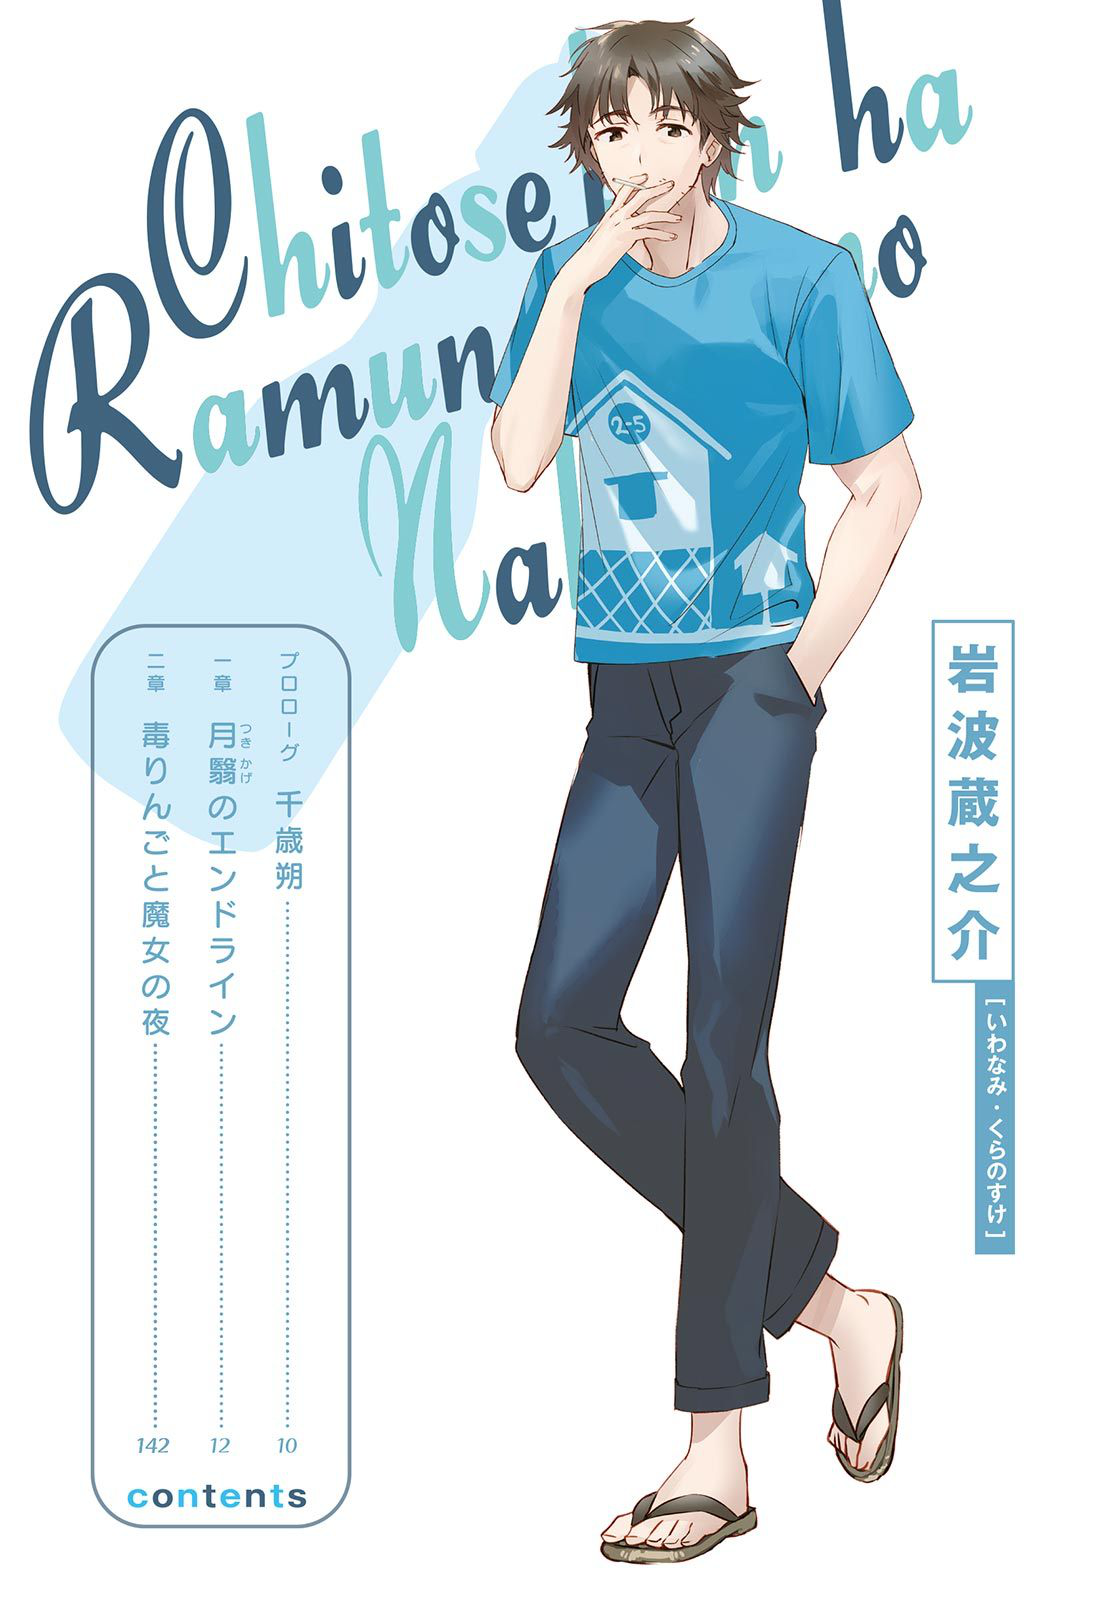 Chitose
ha
Ramun
no
Na
2-5
岩波蔵之介
[いわなみ・くらのすけ]
プロローグ 千歳朔 10
一章 月翳のエンドライン 12
つき かげ
二章 毒りんごと魔女の夜 142
contents